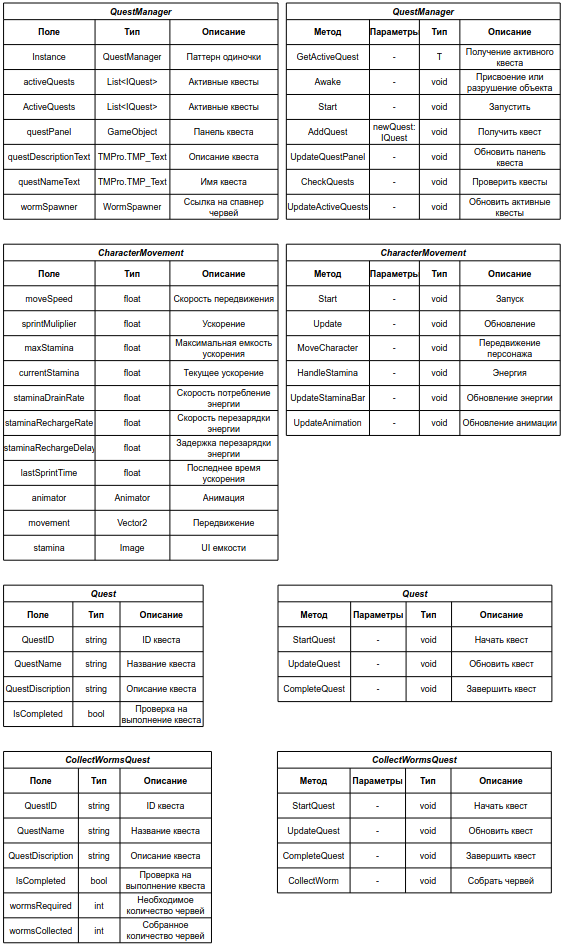 QuestManager
Поле Тип Описание
Instance QuestManager Паттерн одиночки
activeQuests List<IQuest> Активные квесты
ActiveQuests List<IQuest> Активные квесты
questPanel GameObject Панель квеста
questDescriptionText TMPro.TMP_Text Описание квеста
questNameText TMPro.TMP_Text Имя квеста
wormSpawner WormSpawner Ссылка на спавнер
червей
QuestManager
Метод Параметры Тип Описание
GetActiveQuest - T Получение активного
квеста
Awake - void Присвоение или
разрушение объекта
Start - void Запустить
AddQuest newQuest:
IQuest void Получить квест
UpdateQuestPanel - void Обновить панель
квеста
CheckQuests - void Проверить квесты
UpdateActiveQuests - void Обновить активные
квесты
CharacterMovement
Поле Тип Описание
moveSpeed float Скорость передвижения
sprintMuliplier float Ускорение
maxStamina float Максимальная емкость
ускорения
currentStamina float Текущее ускорение
staminaDrainRate float Скорость потребление
энергии
staminaRechargeRate float Скорость перезарядки
энергии
staminaRechargeDelay float Задержка перезарядки
энергии
lastSprintTime float Последнее время
ускорения
animator Animator Анимация
movement Vector2 Передвижение
stamina Image UI емкости
CharacterMovement
Метод Параметры Тип Описание
Start - void Запуск
Update - void Обновление
MoveCharacter - void Передвижение
персонажа
HandleStamina - void Энергия
UpdateStaminaBar - void Обновление энергии
UpdateAnimation - void Обновление анимации
Quest
Поле Тип Описание
QuestID string ID квеста
QuestName string Название квеста
QuestDiscription string Описание квеста
IsCompleted bool Проверка на
выполнение квеста
Quest
Метод Параметры Тип Описание
StartQuest - void Начать квест
UpdateQuest - void Обновить квест
CompleteQuest - void Завершить квест
CollectWormsQuest
Поле Тип Описание
QuestID string ID квеста
QuestName string Название квеста
QuestDiscription string Описание квеста
IsCompleted bool Проверка на
выполнение квеста
wormsRequired int Необходимое
количество червей
wormsCollected int Собранное
количество червей
CollectWormsQuest
Метод Параметры Тип Описание
StartQuest - void Начать квест
UpdateQuest - void Обновить квест
CompleteQuest - void Завершить квест
CollectWorm - void Собрать червей